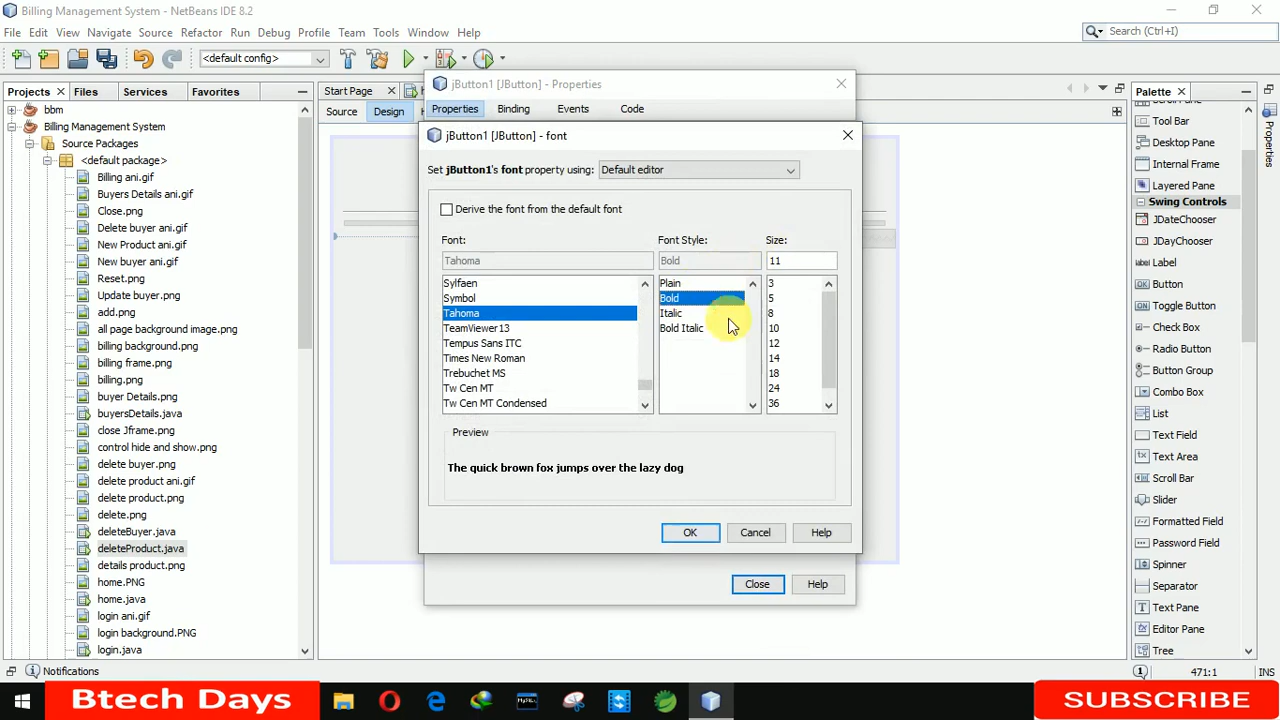 Billing Management System - NetBeans IDE 8.2
File Edit View Navigate Source Refactor Run Debug Profile Team Tools Window Help
Search (Ctrl+I)
<default config>
jButton1 [JButton] - Properties
Projects Files Services Favorites
Start Page
Palette
Source Design
Properties Binding Events Code
bbm
Billing Management System
Source Packages
<default package>
Billing ani.gif
Buyers Details ani.gif
Close.png
Delete buyer ani.gif
New Product ani.gif
New buyer ani.gif
Reset.png
Update buyer.png
add.png
all page background image.png
billing background.png
billing frame.png
billing.png
buyer Details.png
buyersDetails.java
close Jframe.png
control hide and show.png
delete buyer.png
delete product ani.gif
delete product.png
delete.png
deleteBuyer.java
deleteProduct.java
details product.png
home.PNG
home.java
login ani.gif
login background.PNG
login.java
jButton1 [JButton] - font
Set jButton1's font property using: Default editor
Derive the font from the default font
Font: Font Style: Size:
Tahoma Bold 11
Sylfaen
Symbol
Tahoma
TeamViewer13
Tempus Sans ITC
Times New Roman
Trebuchet MS
Tw Cen MT
Tw Cen MT Condensed
Plain
Bold
Italic
Bold Italic
3
5
8
10
12
14
18
24
36
Preview
The quick brown fox jumps over the lazy dog
OK Cancel Help
Close Help
Tool Bar
Desktop Pane
Internal Frame
Layered Pane
Swing Controls
JDateChooser
JDayChooser
Label
Button
Toggle Button
Check Box
Radio Button
Button Group
Combo Box
List
Text Field
Text Area
Scroll Bar
Slider
Formatted Field
Password Field
Spinner
Separator
Text Pane
Editor Pane
Tree
Properties
Notifications
471:1 INS
Btech Days
SUBSCRIBE